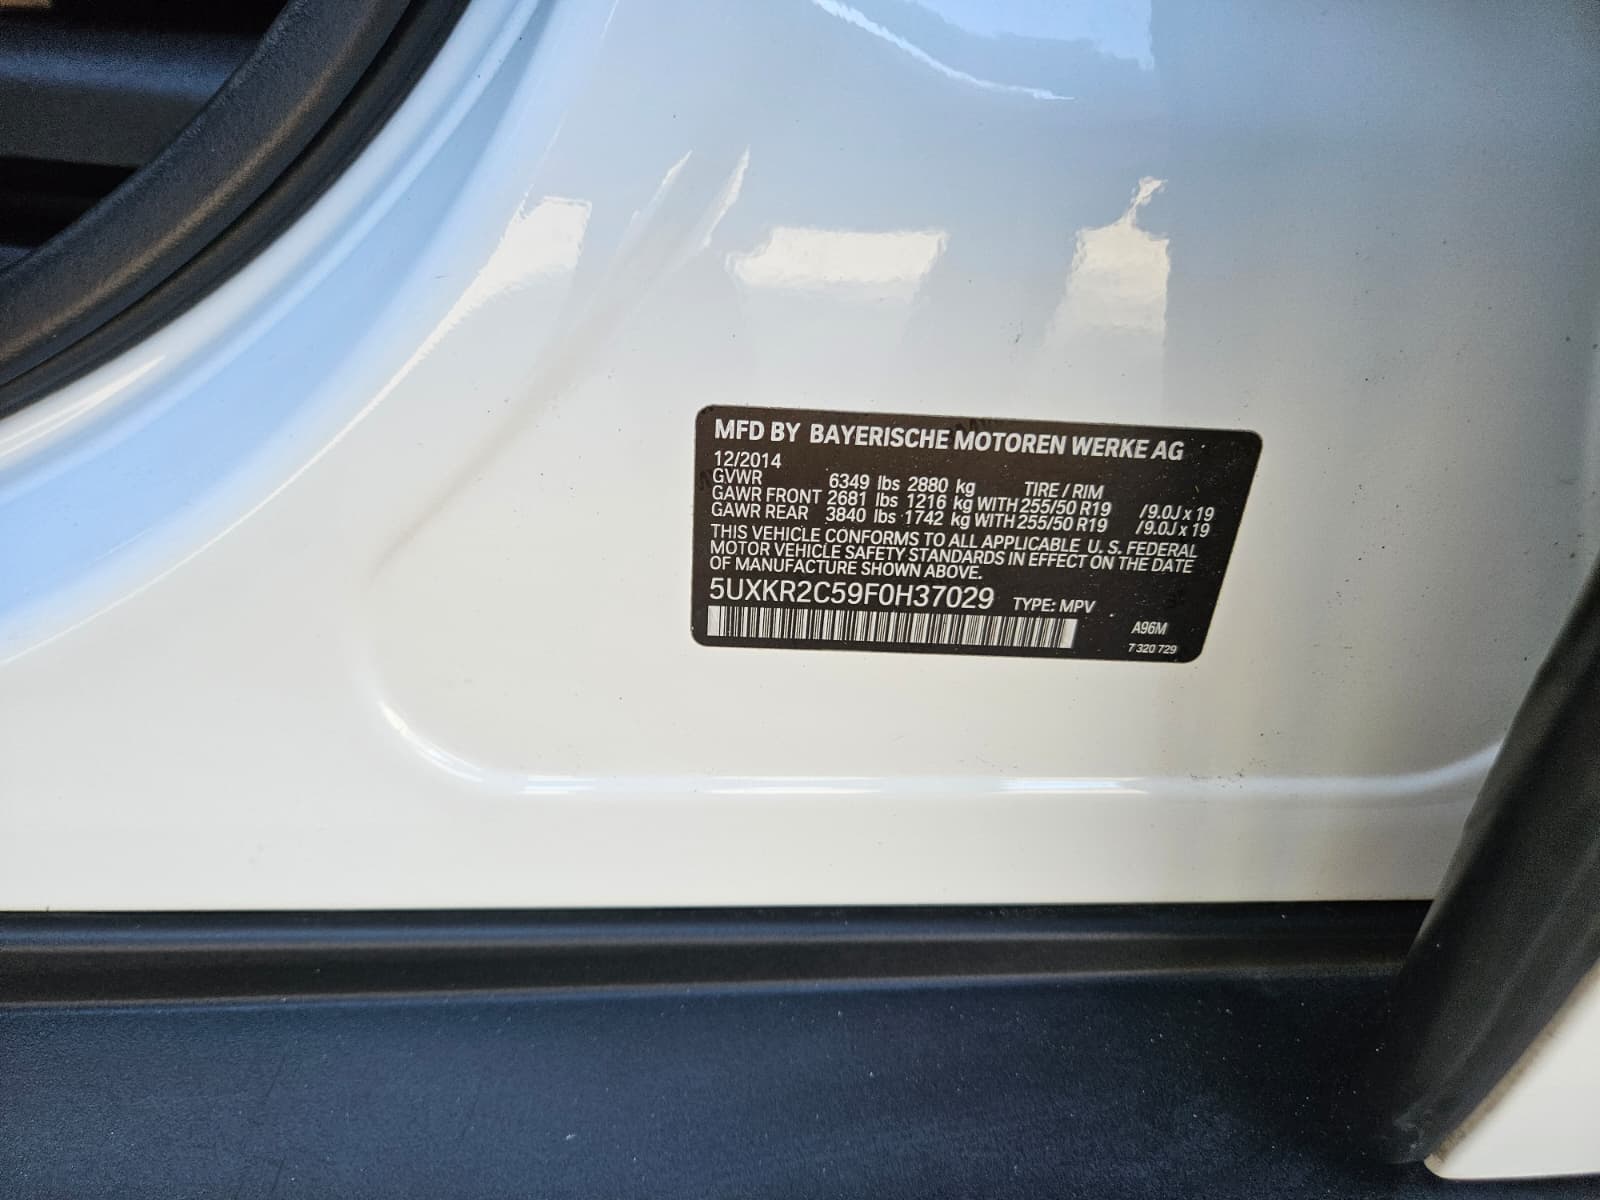 MFD BY BAYERISCHE MOTOREN WERKE AG
12/2014
GVWR 6349 lbs 2880 kg TIRE / RIM
GAWR FRONT 2681 lbs 1216 kg WITH 255/50 R19 /9.0J x 19
GAWR REAR 3840 lbs 1742 kg WITH 255/50 R19 /9.0J x 19
THIS VEHICLE CONFORMS TO ALL APPLICABLE U. S. FEDERAL
MOTOR VEHICLE SAFETY STANDARDS IN EFFECT ON THE DATE
OF MANUFACTURE SHOWN ABOVE.
5UXKR2C59F0H37029 TYPE: MPV
A96M
7 320 729